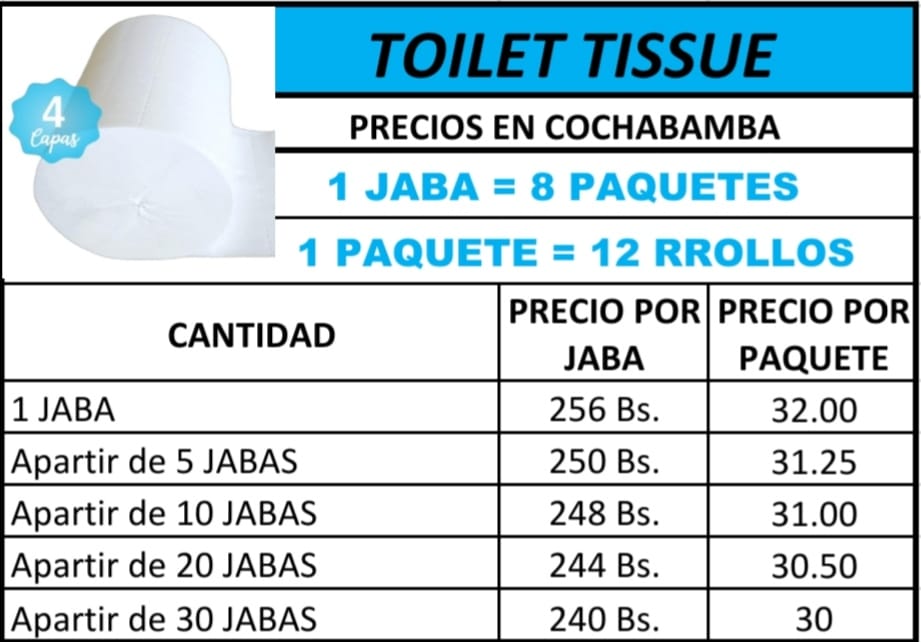 TOILET TISSUE
4
Capas
PRECIOS EN COCHABAMBA
1 JABA = 8 PAQUETES
1 PAQUETE = 12 RROLLOS
CANTIDAD
PRECIO POR JABA
PRECIO POR PAQUETE
1 JABA 256 Bs. 32.00
Apartir de 5 JABAS 250 Bs. 31.25
Apartir de 10 JABAS 248 Bs. 31.00
Apartir de 20 JABAS 244 Bs. 30.50
Apartir de 30 JABAS 240 Bs. 30